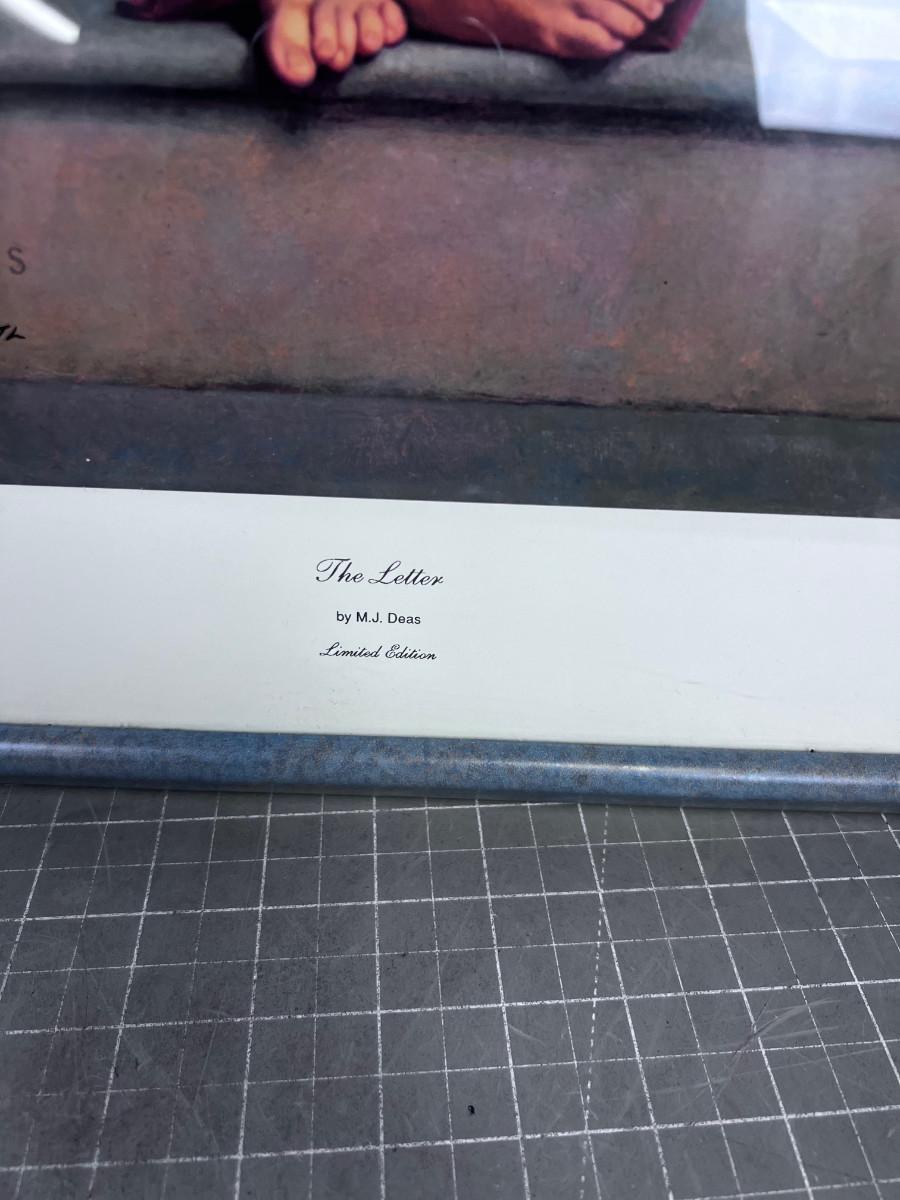 S
The Letter
by M.J. Deas
Limited Edition